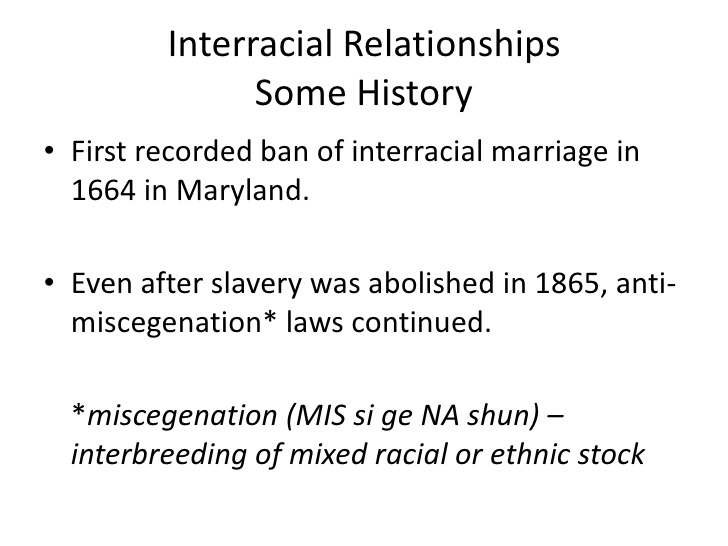 Interracial Relationships
Some History
• First recorded ban of interracial marriage in
1664 in Maryland.
• Even after slavery was abolished in 1865, anti-
miscegenation* laws continued.
*miscegenation (MIS si ge NA shun) –
interbreeding of mixed racial or ethnic stock